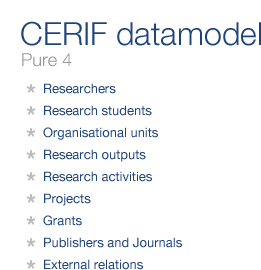 CERIF datamodel
Pure 4
* Researchers
* Research students
* Organisational units
* Research outputs
* Research activities
* Projects
* Grants
* Publishers and Journals
* External relations